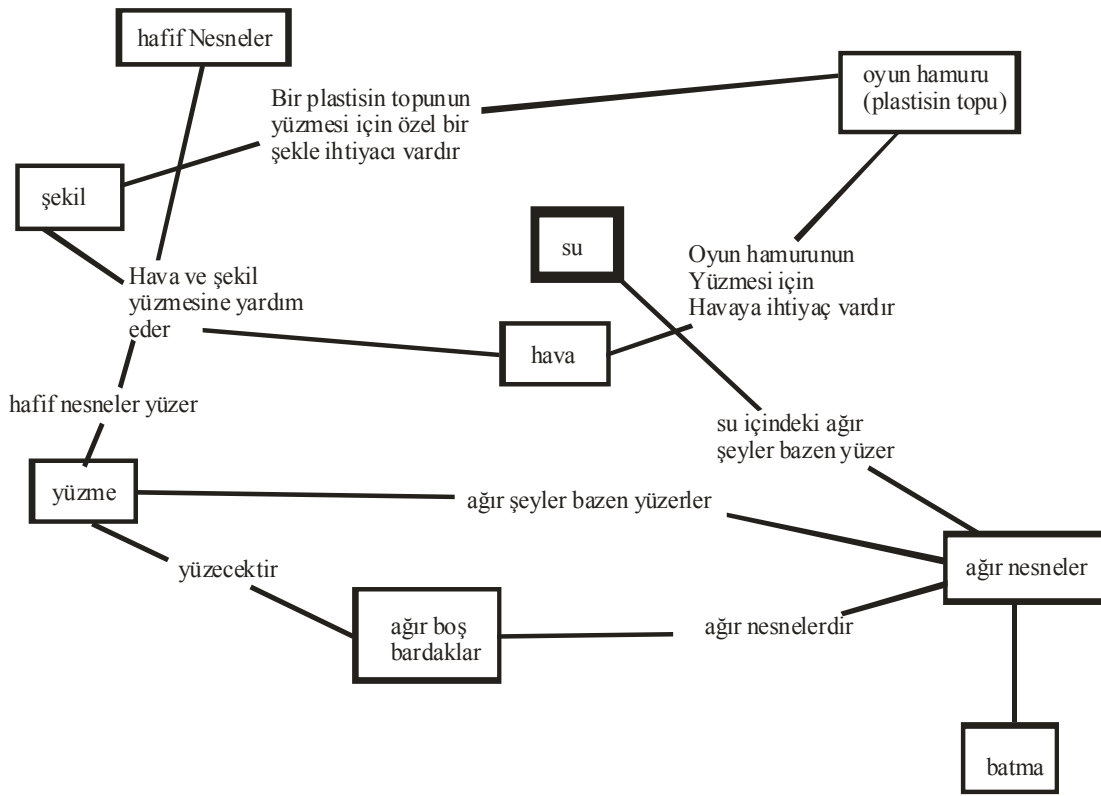 hafif Nesneler
oyun hamuru
(plastisin topu)
Bir plastisin topunun
yüzmesi için özel bir
şekle ihtiyacı vardır
şekil
su
Oyun hamurunun
Yüzmesi için
Havaya ihtiyaç vardır
Hava ve şekil
yüzmesine yardım
eder
hava
hafif nesneler yüzer
su içindeki ağır
şeyler bazen yüzer
yüzme
ağır şeyler bazen yüzerler
yüzecektir
ağır nesneler
ağır boş
bardaklar
ağır nesnelerdir
batma